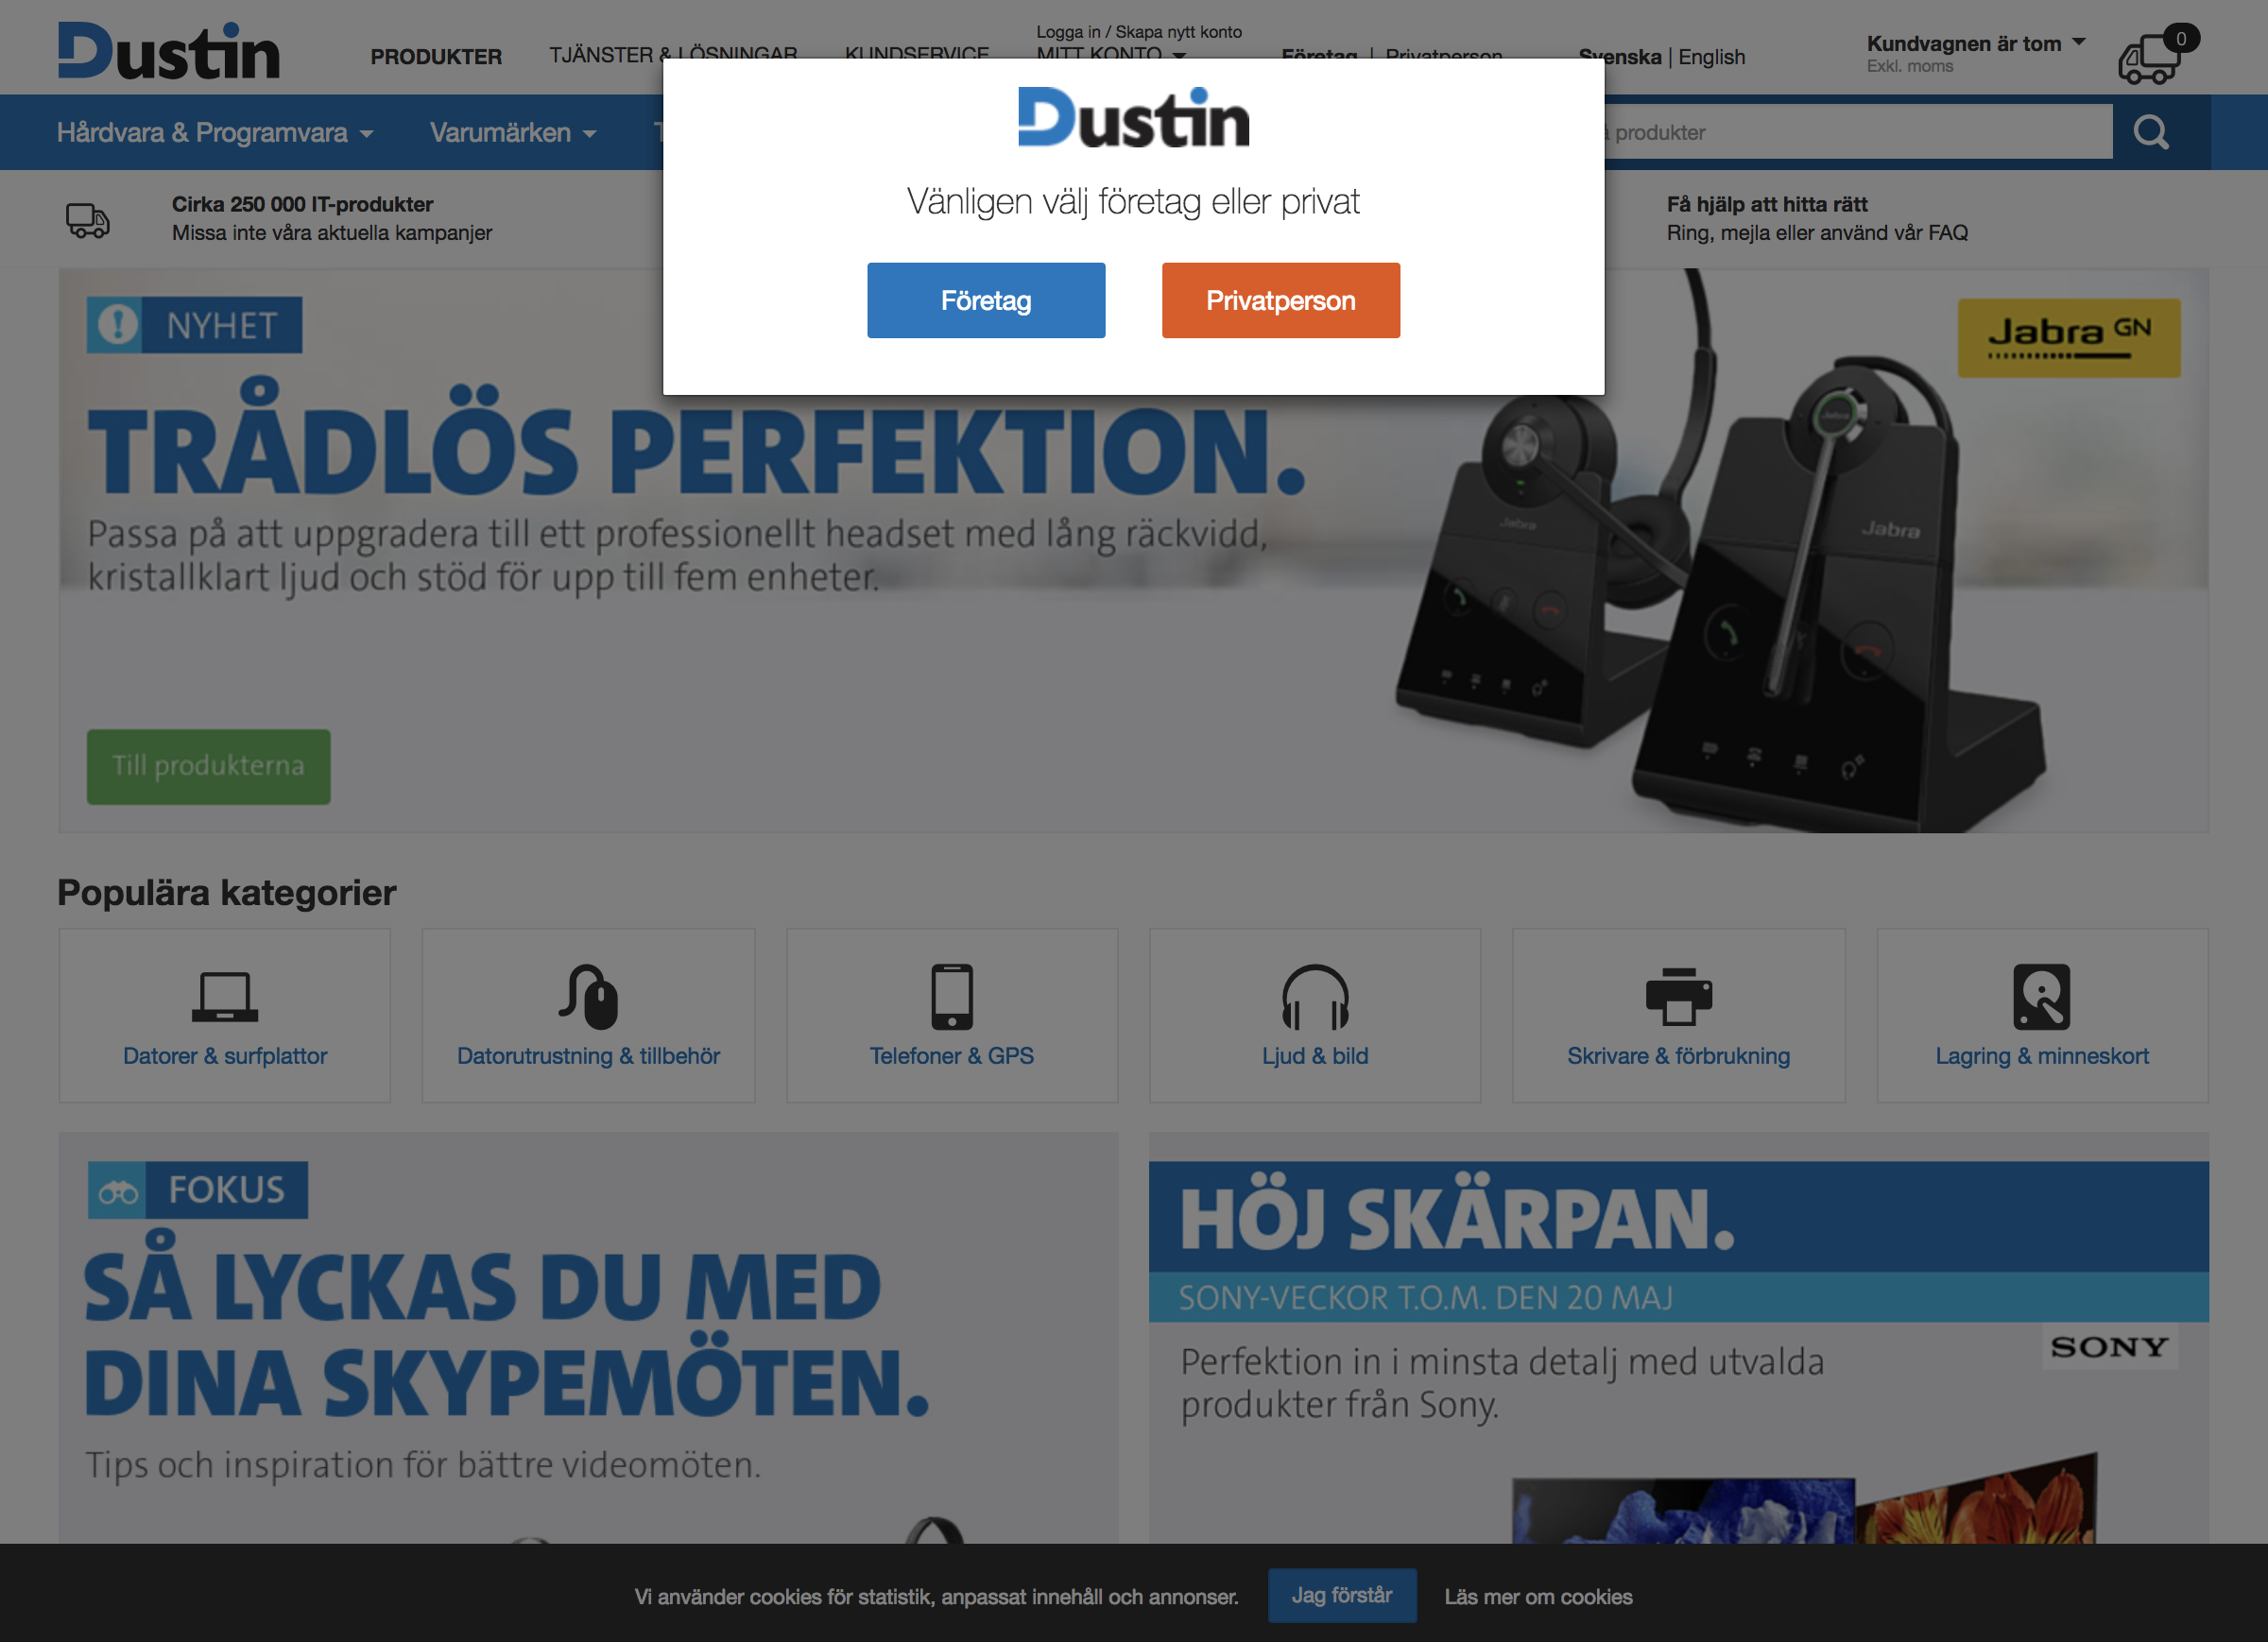 Dustin
PRODUKTER
TJÄNSTER & LÖSNINGAR
KUNDSERVICE
Logga in / Skapa nytt konto
MITT KONTO
Företag | Privatperson
Svenska | English
Kundvagnen är tom
Exkl. moms
0
Hårdvara & Programvara
Varumärken
produkter
Dustin
Vänligen välj företag eller privat
Företag
Privatperson
Cirka 250 000 IT-produkter
Missa inte våra aktuella kampanjer
Få hjälp att hitta rätt
Ring, mejla eller använd vår FAQ
NYHET
Jabra GN
TRÅDLÖS PERFEKTION.
Passa på att uppgradera till ett professionellt headset med lång räckvidd,
kristallklart ljud och stöd för upp till fem enheter.
Jabra
Jabra
Jabra
Till produkterna
Populära kategorier
Datorer & surfplattor
Datorutrustning & tillbehör
Telefoner & GPS
Ljud & bild
Skrivare & förbrukning
Lagring & minneskort
FOKUS
SÅ LYCKAS DU MED
DINA SKYPEMÖTEN.
Tips och inspiration för bättre videomöten.
HÖJ SKÄRPAN.
SONY-VECKOR T.O.M. DEN 20 MAJ
SONY
Perfektion in i minsta detalj med utvalda
produkter från Sony.
Vi använder cookies för statistik, anpassat innehåll och annonser.
Jag förstår
Läs mer om cookies